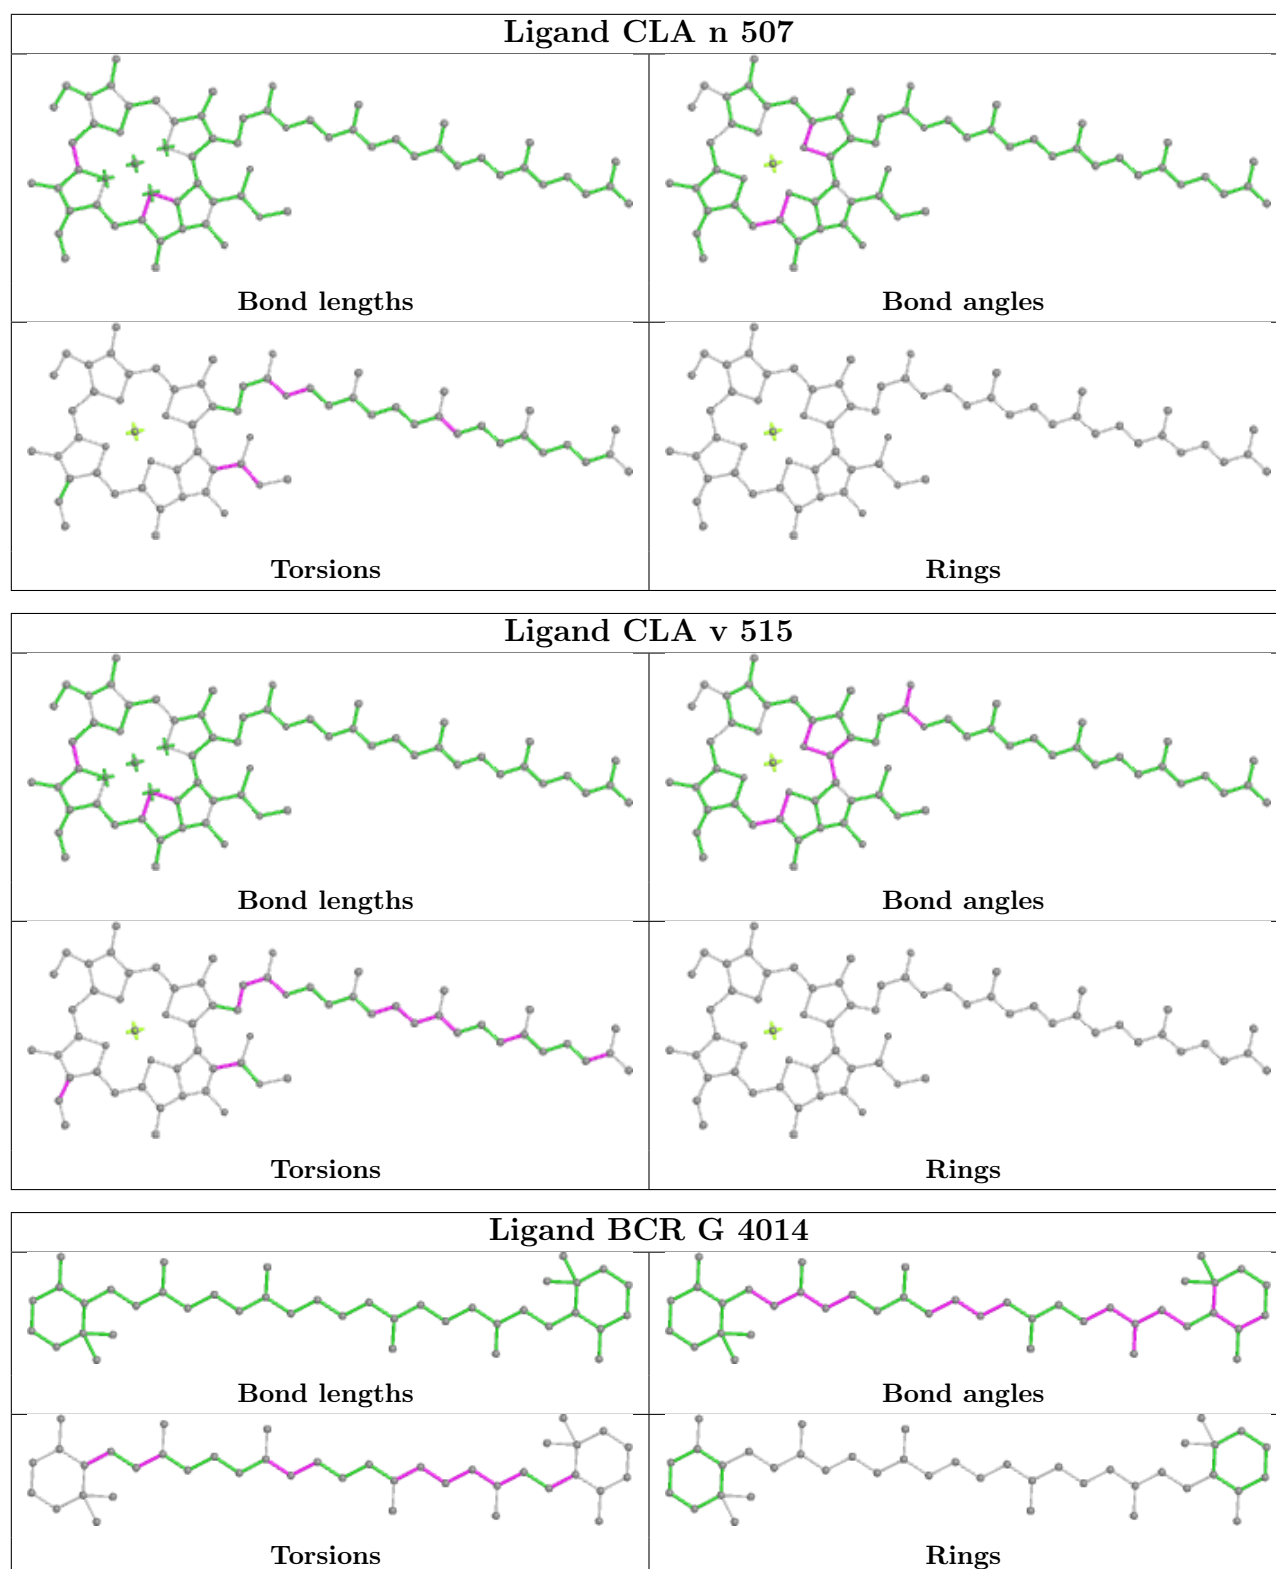 Ligand CLA n 507
Bond lengths
Bond angles
Torsions
Rings
Ligand CLA v 515
Bond lengths
Bond angles
Torsions
Rings
Ligand BCR G 4014
Bond lengths
Bond angles
Torsions
Rings